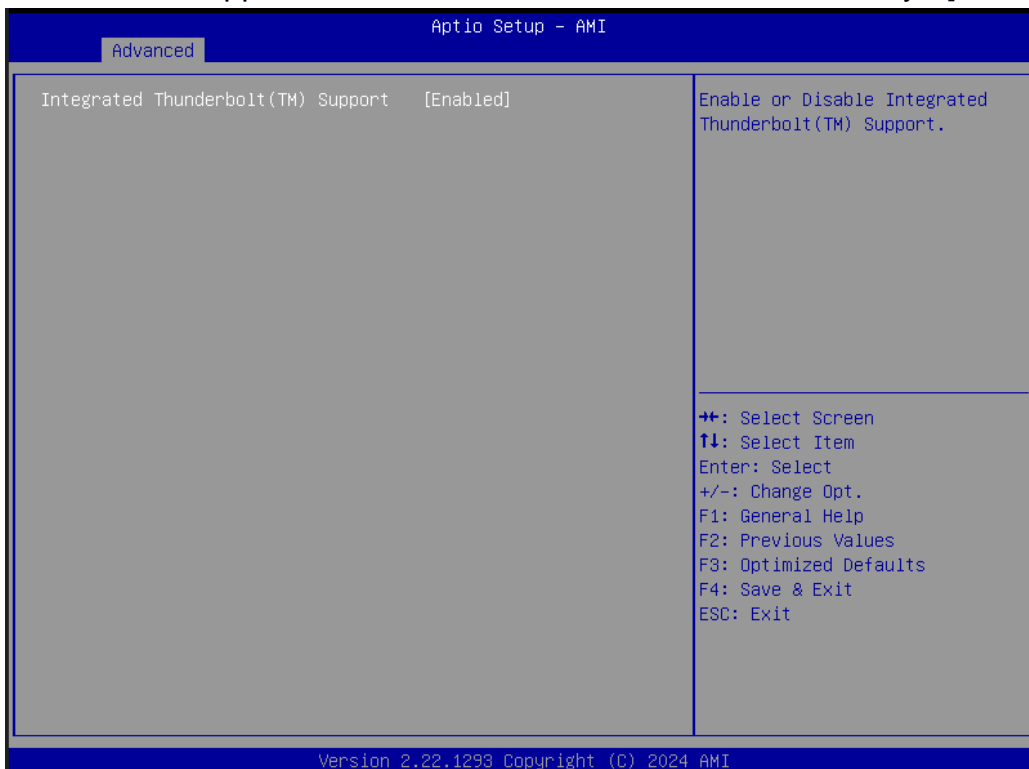 Aptio Setup – AMI
Advanced
Integrated Thunderbolt(TM) Support [Enabled]
Enable or Disable Integrated
Thunderbolt(TM) Support.
→←: Select Screen
↑↓: Select Item
Enter: Select
+/-: Change Opt.
F1: General Help
F2: Previous Values
F3: Optimized Defaults
F4: Save & Exit
ESC: Exit
Version 2.22.1293 Copyright (C) 2024 AMI